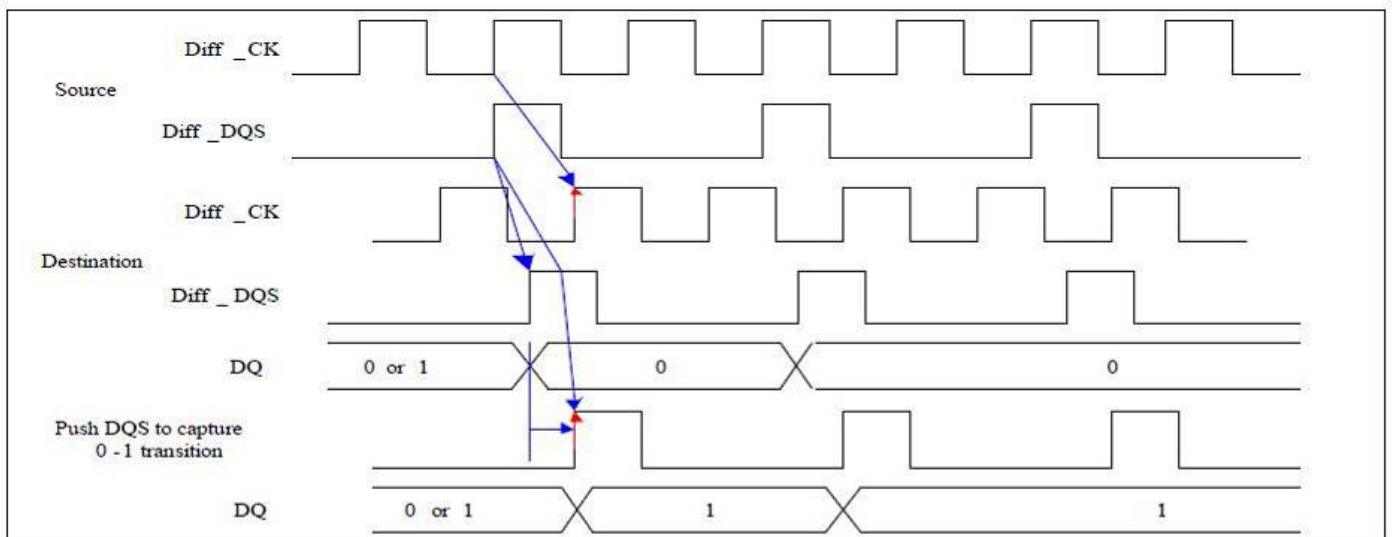 Diff _CK
Source
Diff _DQS
Diff _CK
Destination
Diff _ DQS
DQ
0 or 1
0
0
Push DQS to capture
0 -1 transition
DQ
0 or 1
1
1